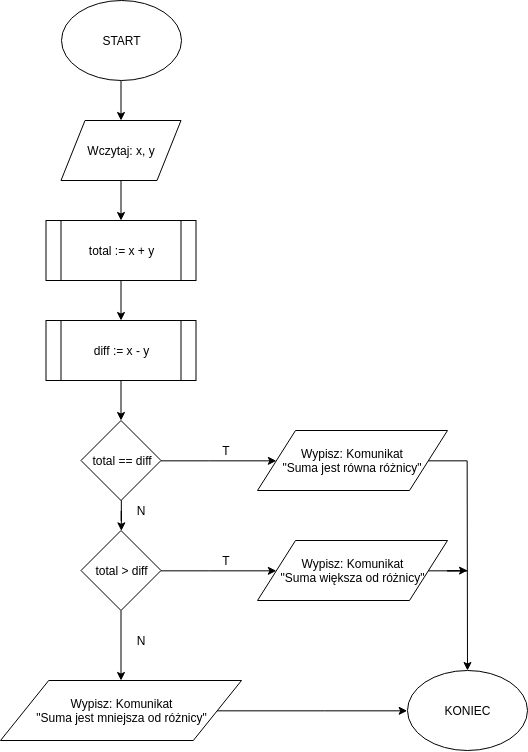 START
Wczytaj: x, y
total := x + y
diff := x - y
total == diff
T
Wypisz: Komunikat
"Suma jest równa różnicy"
N
total > diff
T
Wypisz: Komunikat
"Suma większa od różnicy"
N
Wypisz: Komunikat
"Suma jest mniejsza od różnicy"
KONIEC